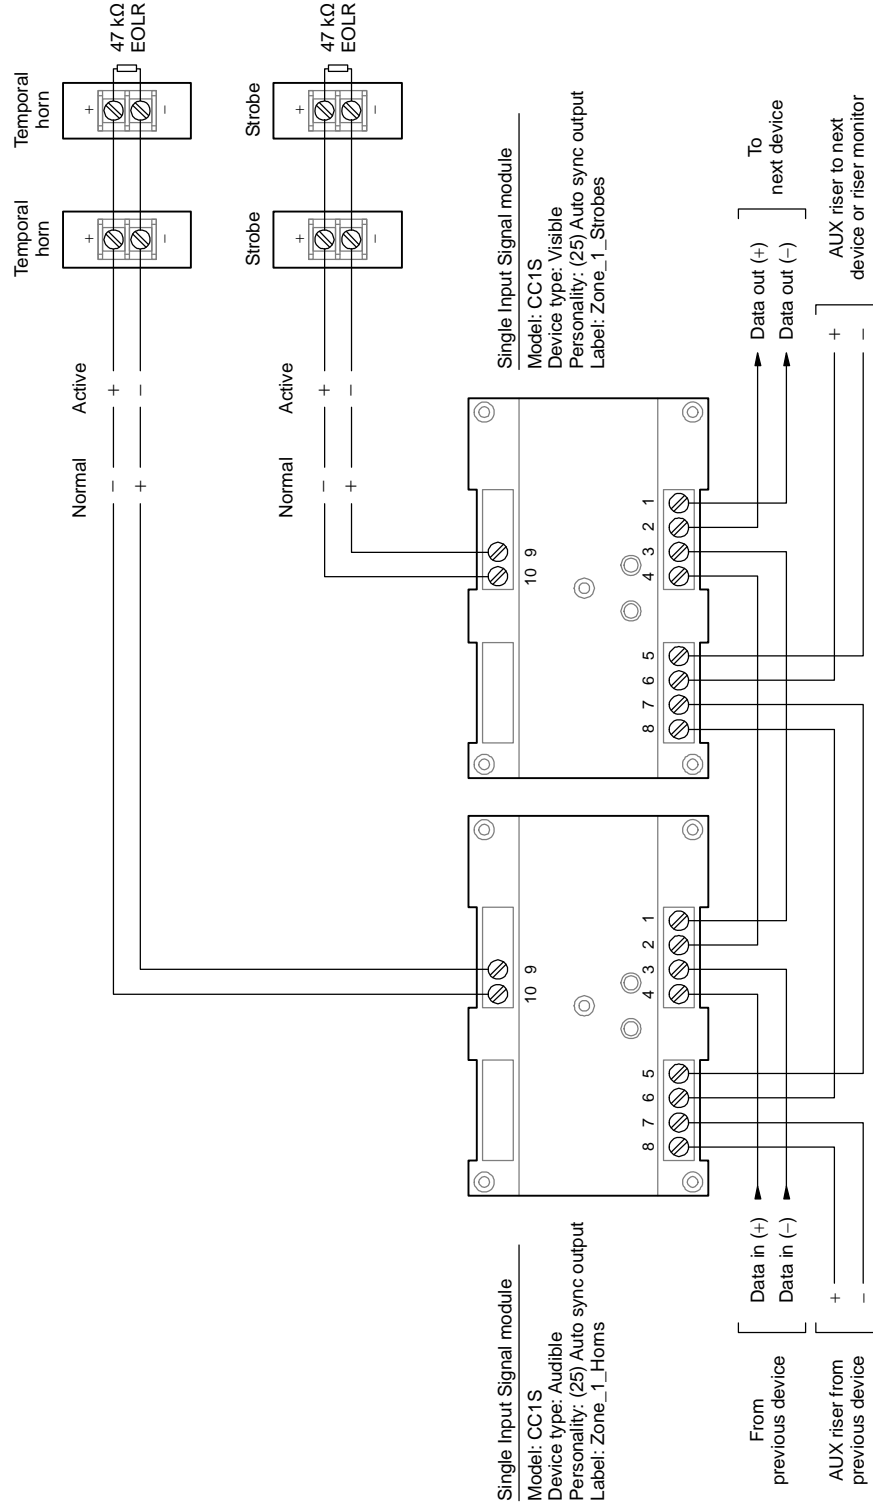 Temporal
horn
Temporal
horn
47 kΩ
EOLR
Normal
Active
–
+
+
+
+
–
–
–
Strobe
Strobe
47 kΩ
EOLR
Normal
Active
–
+
+
+
+
–
–
–
Single Input Signal module
Model: CC1S
Device type: Audible
Personality: (25) Auto sync output
Label: Zone_1_Homs
10 9
8 7 6 5
4 3 2 1
10 9
8 7 6 5
4 3 2 1
Single Input Signal module
Model: CC1S
Device type: Visible
Personality: (25) Auto sync output
Label: Zone_1_Strobes
From
previous device
Data in (+)
Data in (–)
Data out (+)
Data out (–)
To
next device
AUX riser from
previous device
+
–
+
–
AUX riser to next
device or riser monitor